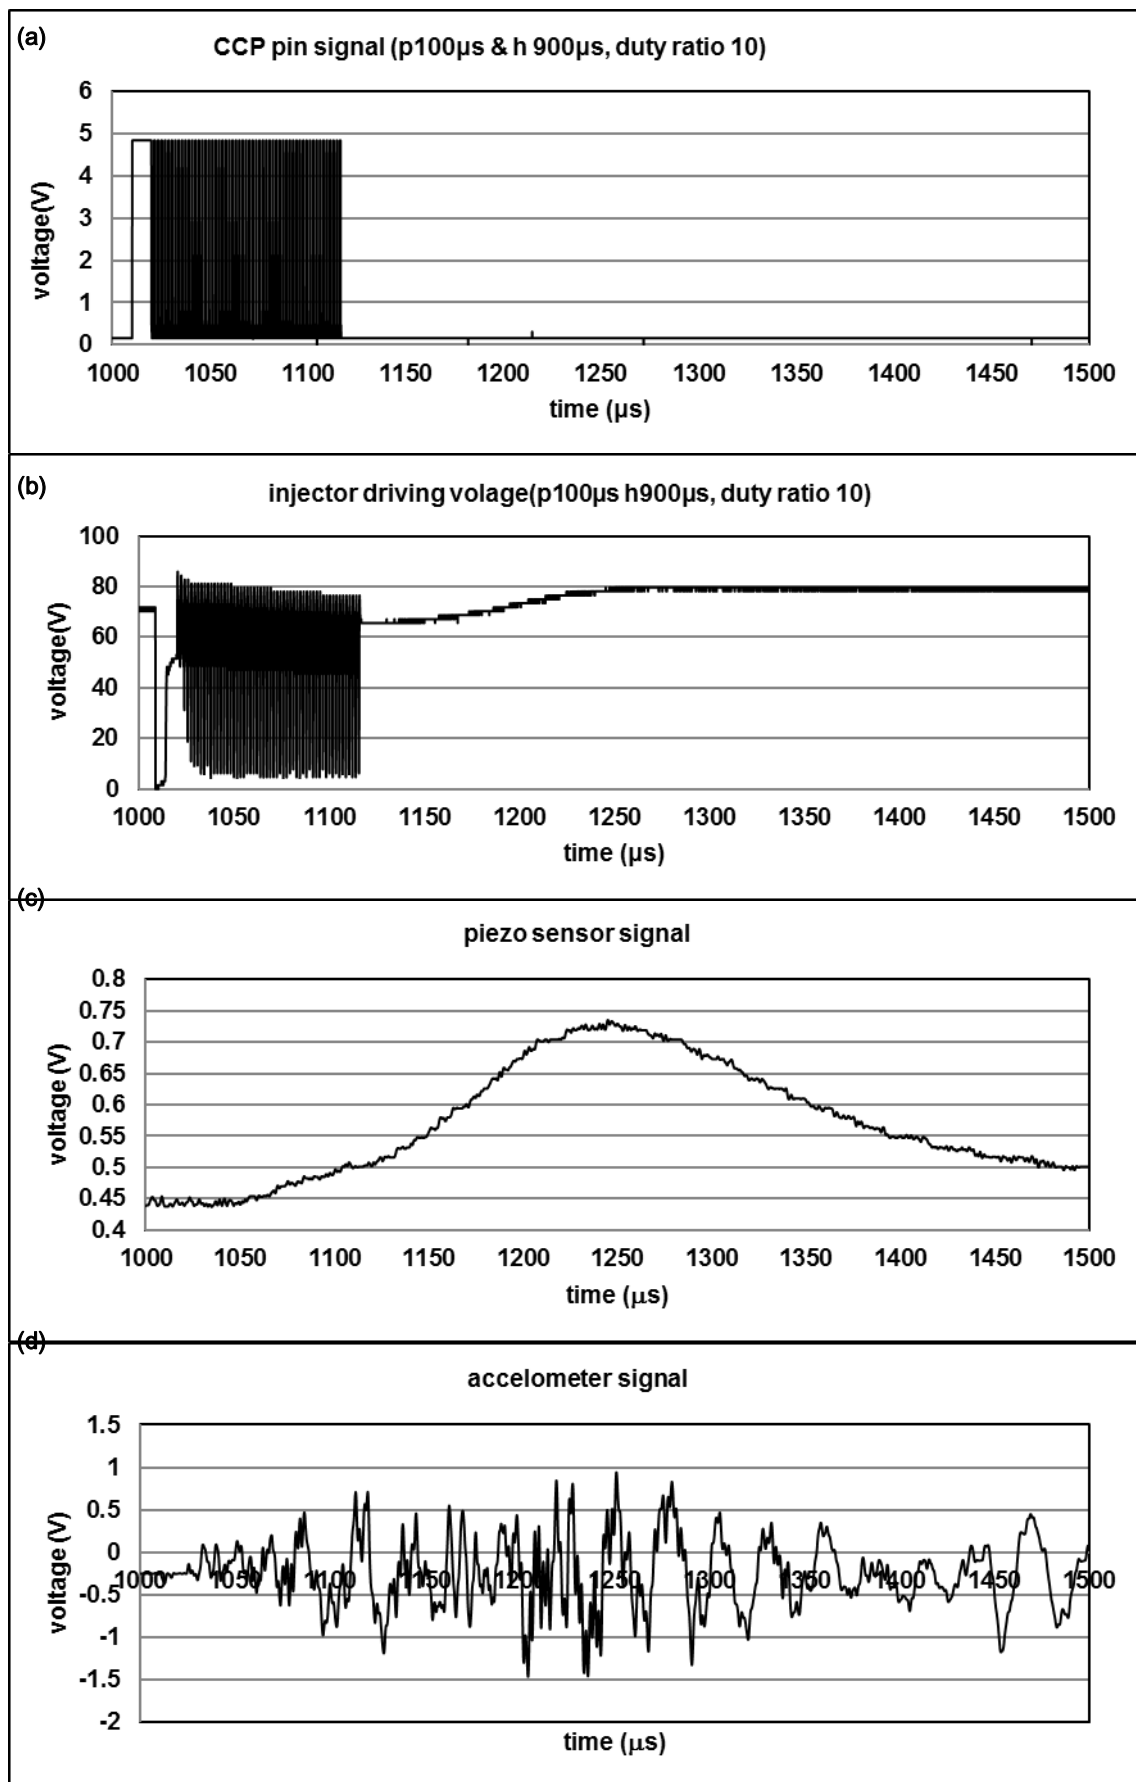 (a)
CCP pin signal (p100µs & h 900µs, duty ratio 10)
6
5
4
3
2
1
0
voltage(V)
1000 1050 1100 1150 1200 1250 1300 1350 1400 1450 1500
time (µs)
(b)
injector driving volage(p100µs h900µs, duty ratio 10)
100
80
60
40
20
0
voltage(V)
1000 1050 1100 1150 1200 1250 1300 1350 1400 1450 1500
time (µs)
(c)
piezo sensor signal
0.8
0.75
0.7
0.65
0.6
0.55
0.5
0.45
0.4
voltage (V)
1000 1050 1100 1150 1200 1250 1300 1350 1400 1450 1500
time (µs)
(d)
accelometer signal
1.5
1
0.5
0
-0.5
-1
-1.5
-2
voltage (V)
1000 1050 1100 1150 1200 1250 1300 1350 1400 1450 1500
time (µs)